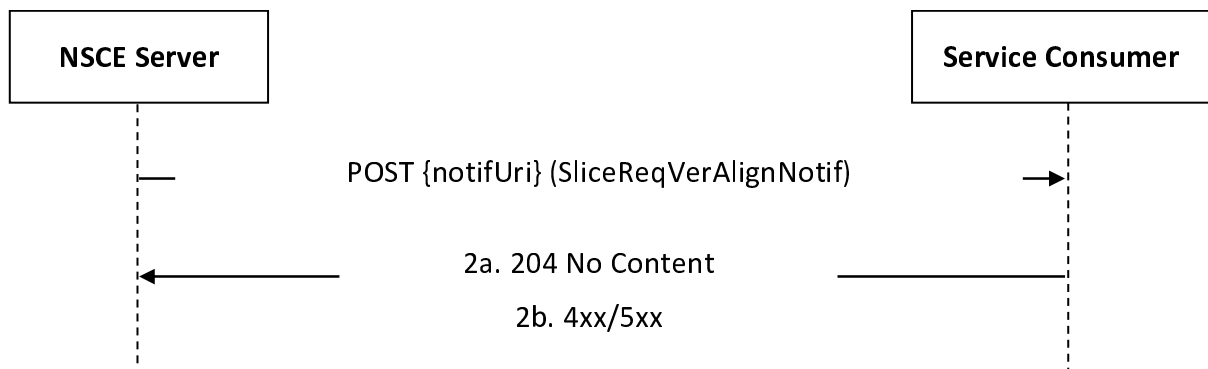 NSCE Server
Service Consumer
POST {notifUri} (SliceReqVerAlignNotif)
2a. 204 No Content
2b. 4xx/5xx